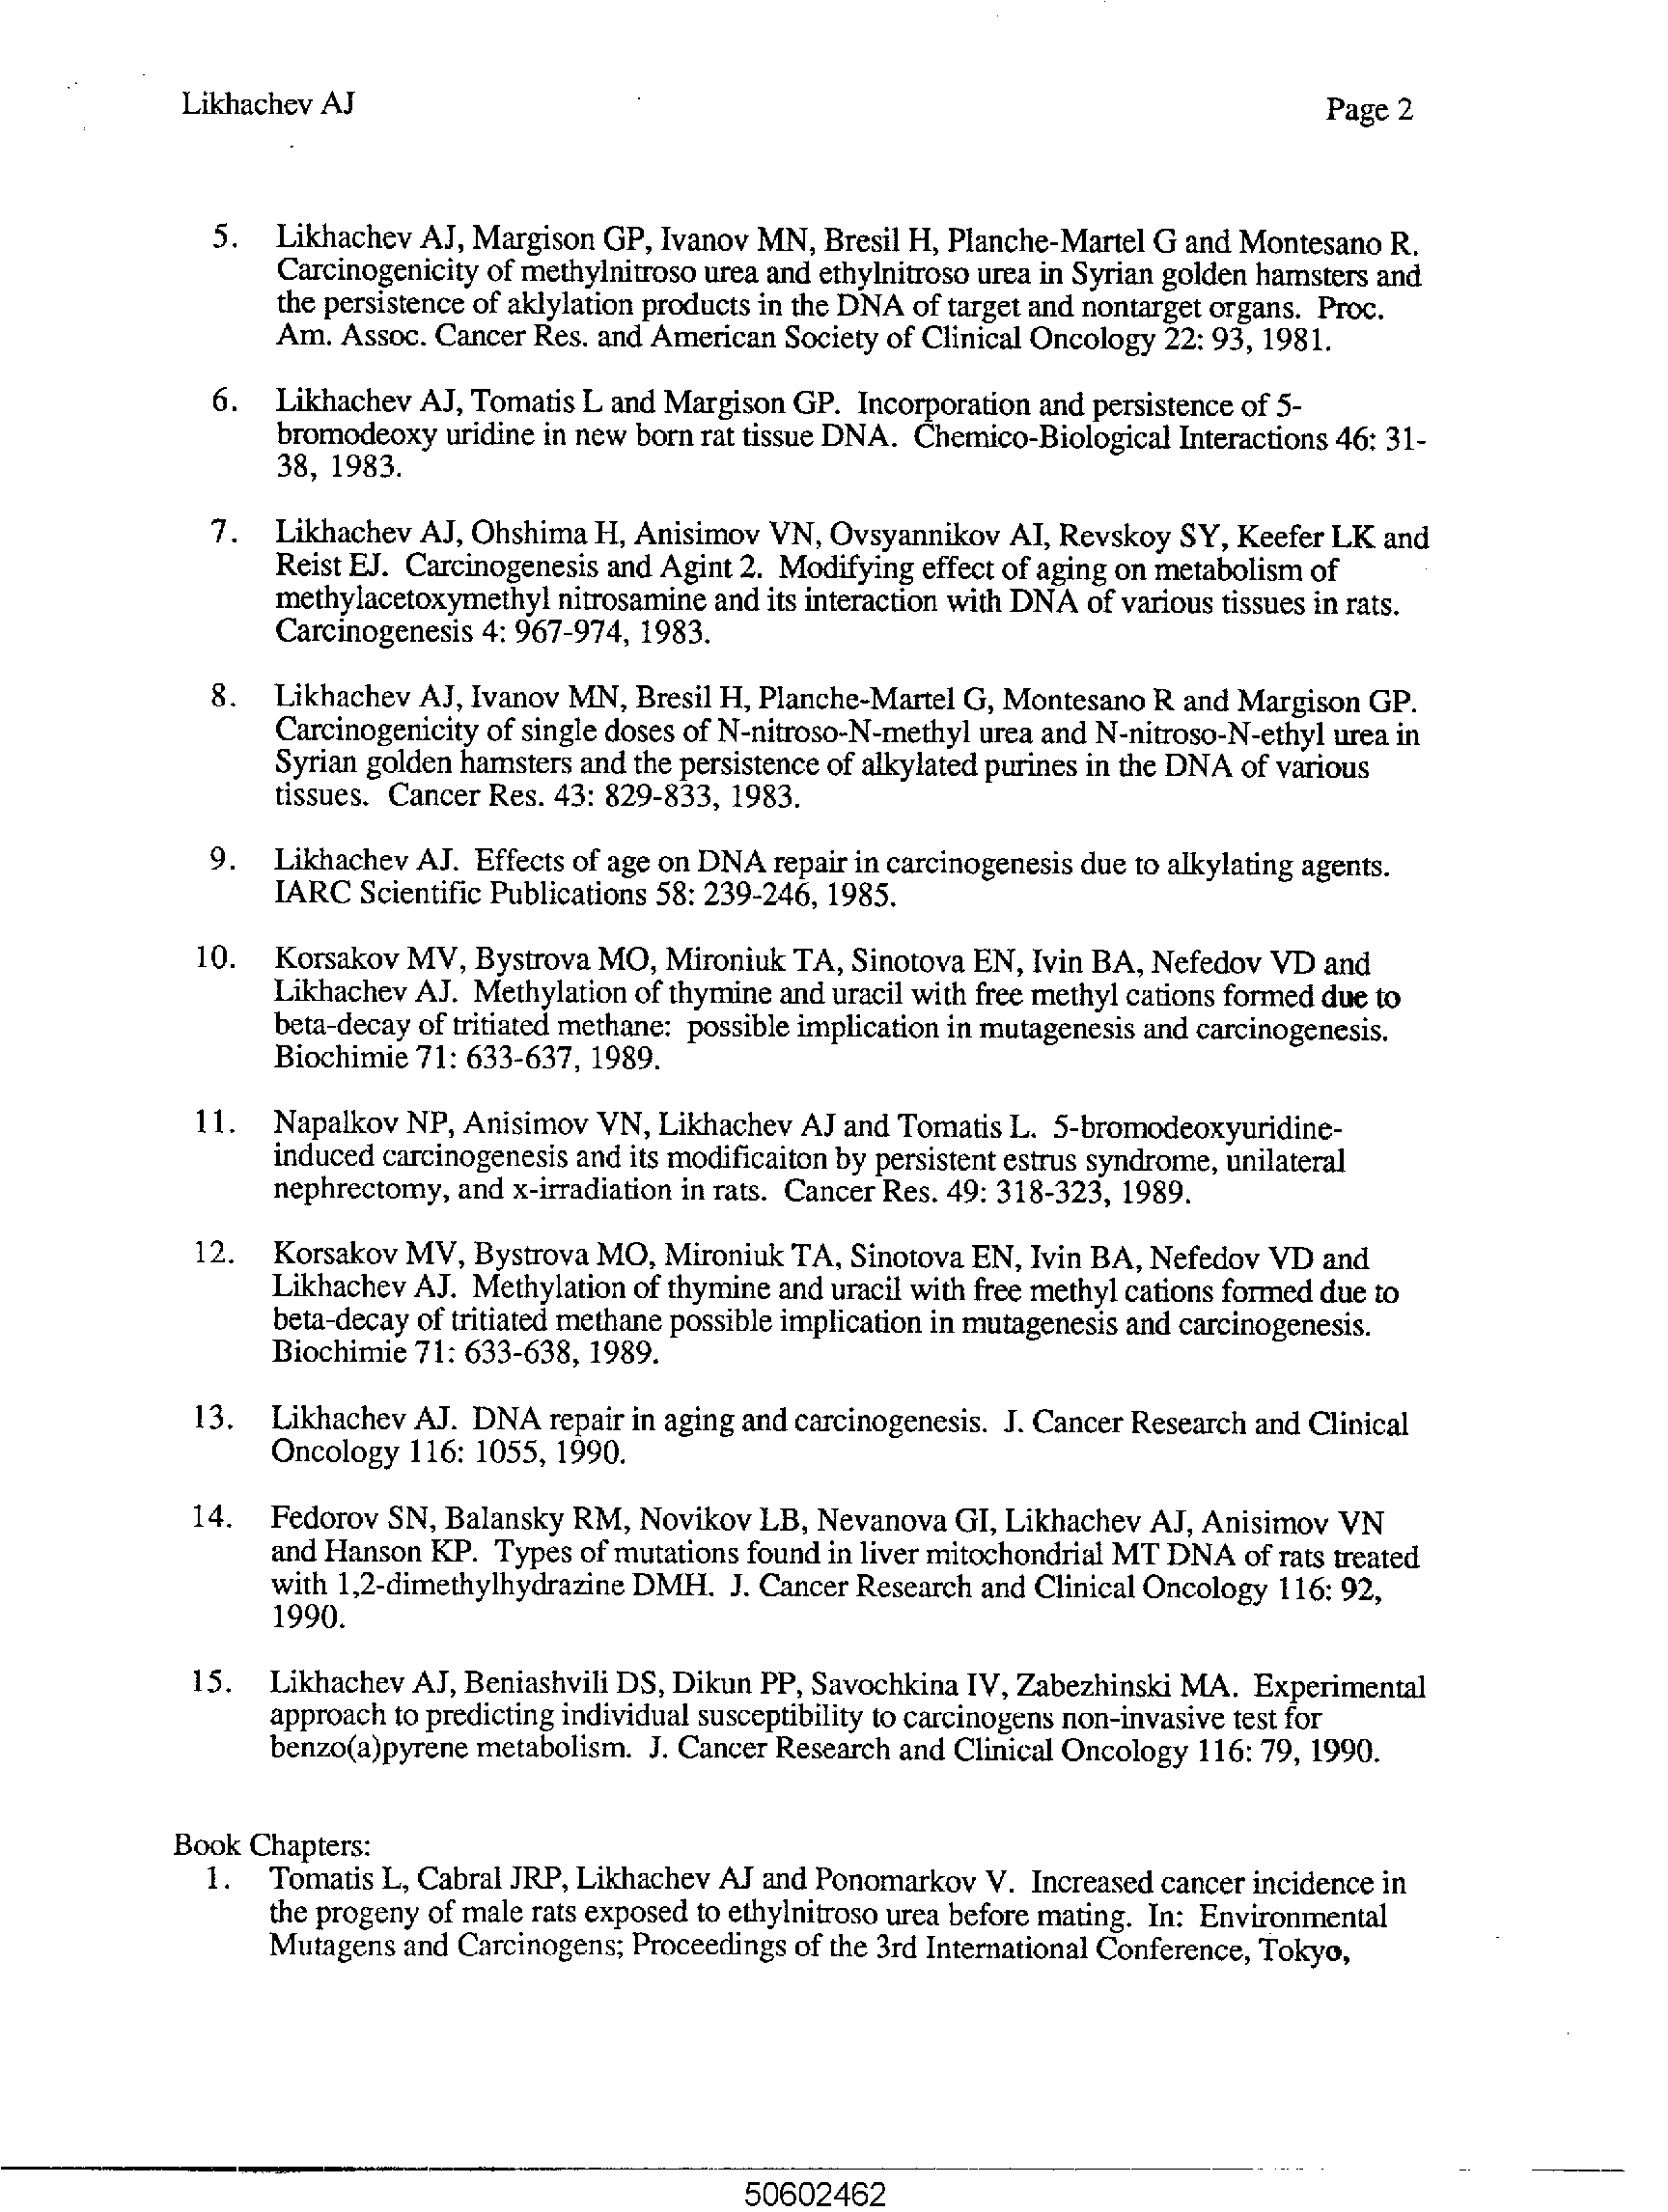 Likhachev AJ
Page 2
5. Likhachev AJ, Margison GP, Ivanov MN, Bresil H, Planche-Martel G and Montesano R.
Carcinogenicity of methylnitroso urea and ethylnitroso urea in Syrian golden hamsters and
the persistence of aklylation products in the DNA of target and nontarget organs. Proc.
Am. Assoc. Cancer Res. and American Society of Clinical Oncology 22: 93, 1981.
6. Likhachev AJ, Tomatis L and Margison GP. Incorporation and persistence of 5-
bromodeoxy uridine in new born rat tissue DNA. Chemico-Biological Interactions 46: 31-
38, 1983.
7. Likhachev AJ, Ohshima H, Anisimov VN, Ovsyannikov AI, Revskoy SY, Keefer LK and
Reist EJ. Carcinogenesis and Agint 2. Modifying effect of aging on metabolism of
methylacetoxymethyl nitrosamine and its interaction with DNA of various tissues in rats.
Carcinogenesis 4: 967-974, 1983.
8. Likhachev AJ, Ivanov MN, Bresil H, Planche-Martel G, Montesano R and Margison GP.
Carcinogenicity of single doses of N-nitroso-N-methyl urea and N-nitroso-N-ethyl urea in
Syrian golden hamsters and the persistence of alkylated purines in the DNA of various
tissues. Cancer Res. 43: 829-833, 1983.
9. Likhachev AJ. Effects of age on DNA repair in carcinogenesis due to alkylating agents.
IARC Scientific Publications 58: 239-246, 1985.
10. Korsakov MV, Bystrova MO, Mironiuk TA, Sinotova EN, Ivin BA, Nefedov VD and
Likhachev AJ. Methylation of thymine and uracil with free methyl cations formed due to
beta-decay of tritiated methane: possible implication in mutagenesis and carcinogenesis.
Biochimie 71: 633-637, 1989.
11. Napalkov NP, Anisimov VN, Likhachev AJ and Tomatis L. 5-bromodeoxyuridine-
induced carcinogenesis and its modificaiton by persistent estrus syndrome, unilateral
nephrectomy, and x-irradiation in rats. Cancer Res. 49: 318-323, 1989.
12. Korsakov MV, Bystrova MO, Mironiuk TA, Sinotova EN, Ivin BA, Nefedov VD and
Likhachev AJ. Methylation of thymine and uracil with free methyl cations formed due to
beta-decay of tritiated methane possible implication in mutagenesis and carcinogenesis.
Biochimie 71: 633-638, 1989.
13. Likhachev AJ. DNA repair in aging and carcinogenesis. J. Cancer Research and Clinical
Oncology 116: 1055, 1990.
14. Fedorov SN, Balansky RM, Novikov LB, Nevanova GI, Likhachev AJ, Anisimov VN
and Hanson KP. Types of mutations found in liver mitochondrial MT DNA of rats treated
with 1,2-dimethylhydrazine DMH. J. Cancer Research and Clinical Oncology 116: 92,
1990.
15. Likhachev AJ, Beniashvili DS, Dikun PP, Savochkina IV, Zabezhinski MA. Experimental
approach to predicting individual susceptibility to carcinogens non-invasive test for
benzo(a)pyrene metabolism. J. Cancer Research and Clinical Oncology 116: 79, 1990.
Book Chapters:
1. Tomatis L, Cabral JRP, Likhachev AJ and Ponomarkov V. Increased cancer incidence in
the progeny of male rats exposed to ethylnitroso urea before mating. In: Environmental
Mutagens and Carcinogens; Proceedings of the 3rd International Conference, Tokyo,
50602462